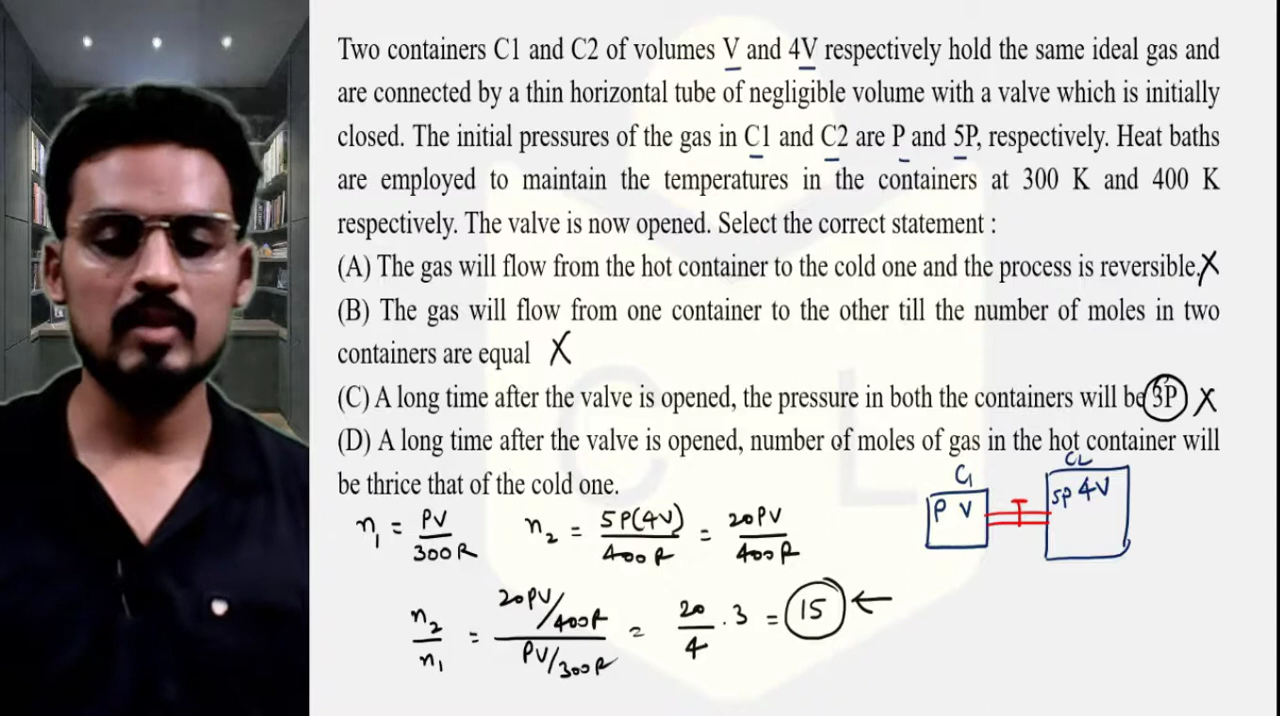 Two containers C1 and C2 of volumes V and 4V respectively hold the same ideal gas and
are connected by a thin horizontal tube of negligible volume with a valve which is initially
closed. The initial pressures of the gas in C1 and C2 are P and 5P, respectively. Heat baths
are employed to maintain the temperatures in the containers at 300 K and 400 K
respectively. The valve is now opened. Select the correct statement :
(A) The gas will flow from the hot container to the cold one and the process is reversible. X
(B) The gas will flow from one container to the other till the number of moles in two
containers are equal X
(C) A long time after the valve is opened, the pressure in both the containers will be 3P X
(D) A long time after the valve is opened, number of moles of gas in the hot container will
be thrice that of the cold one.
C1 C2
P V 5P 4V
n₁ = PV/300R n₂ = 5P(4V)/400R = 20PV/400R
n₂/n₁ = (20PV/400R)/(PV/300R) = 20/4 . 3 = 15 ←
C L